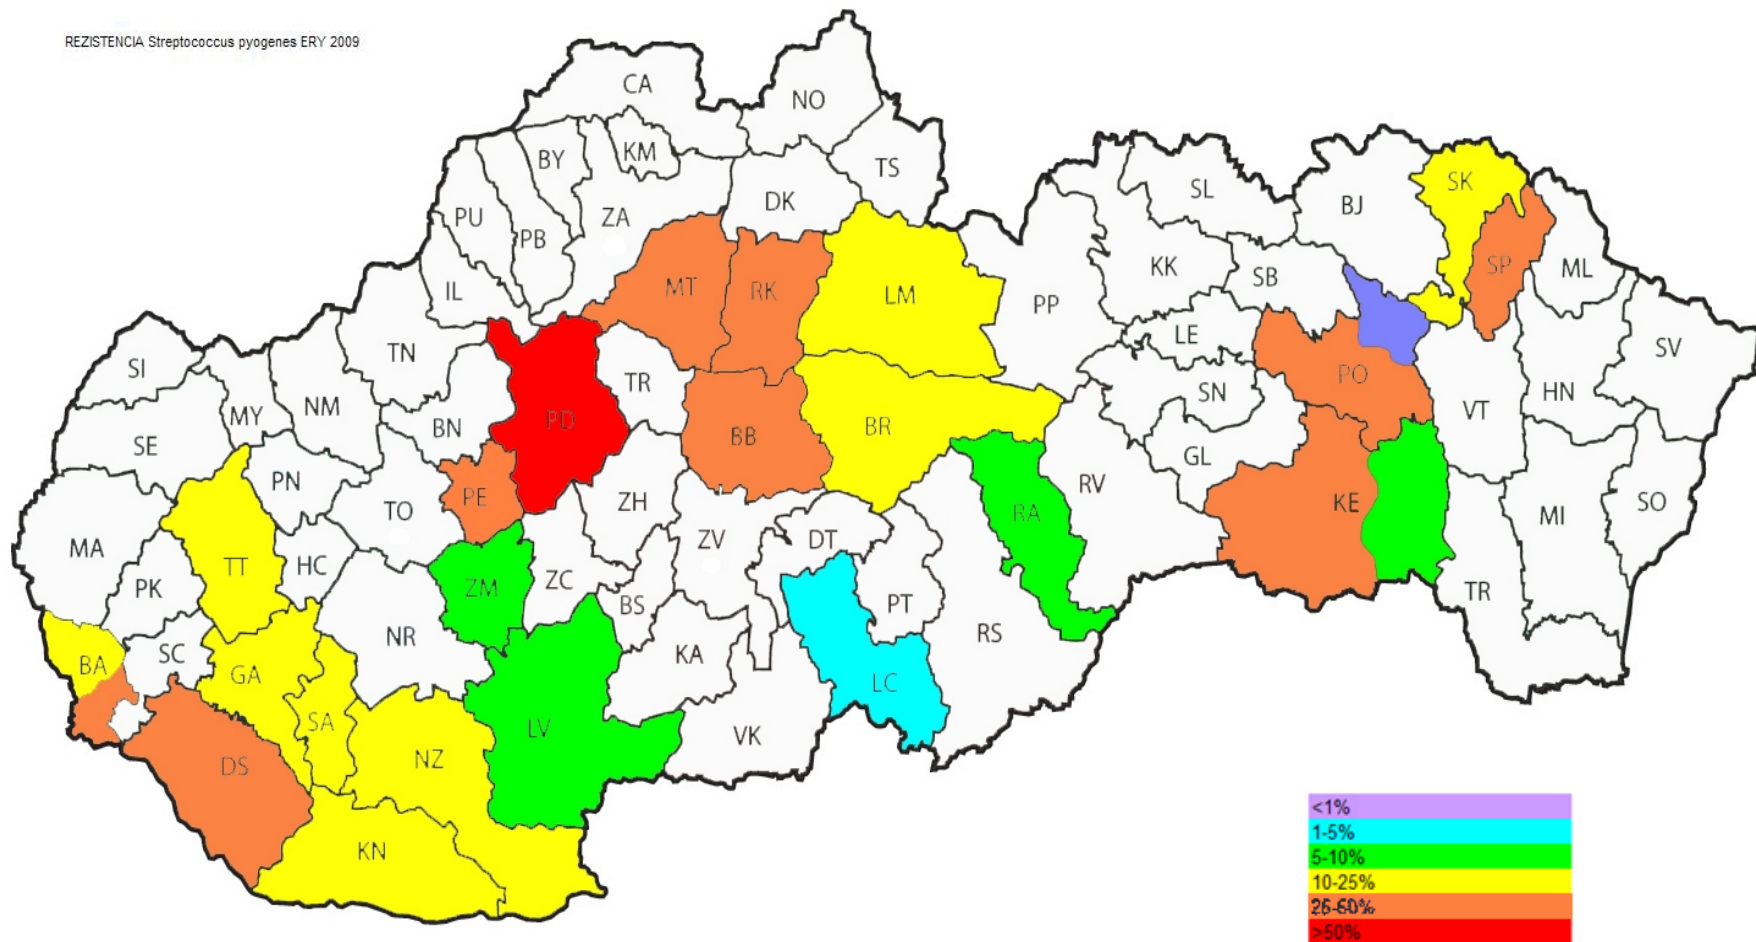 REZISTENCIA Streptococcus pyogenes ERY 2009
CA
NO
BY
KM
TS
DK
PU
PB
ZA
SL
BJ
SK
IL
MT
RK
LM
PP
KK
SB
SP
ML
TN
TR
LE
SN
PO
HN
SV
SI
MY
NM
BN
PD
BB
BR
VT
SE
PN
TO
PE
ZH
ZV
DT
RA
RV
GL
KE
MI
SO
MA
PK
TT
HC
ZM
ZC
BS
PT
TR
BA
SC
GA
NR
KA
LC
RS
DS
SA
NZ
LV
VK
KN
<1%
1-5%
5-10%
10-25%
>50%